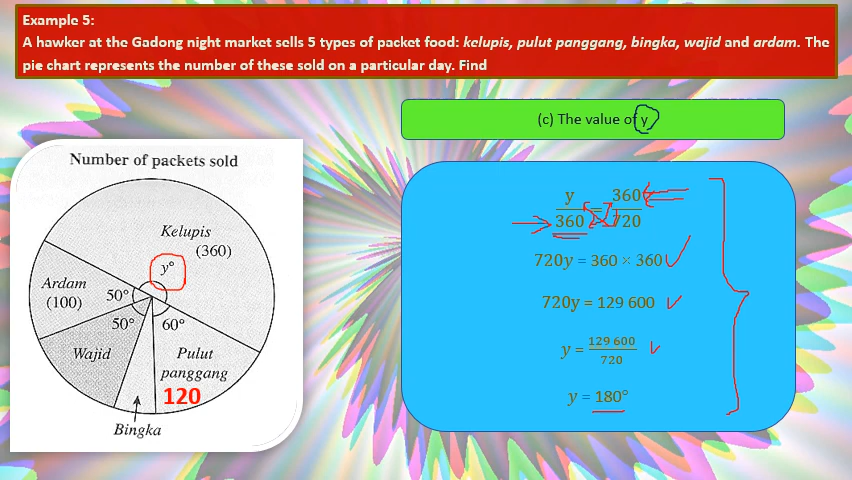 Example 5:
A hawker at the Gadong night market sells 5 types of packet food: kelupis, pulut panggang, bingka, wajid and ardam. The
pie chart represents the number of these sold on a particular day. Find
(c) The value of y
Number of packets sold
Kelupis
(360)
y°
Ardam
(100)
50°
50°
60°
Wajid
Pulut
panggang
120
Bingka
y/360 = 360/720
720y = 360 × 360
720y = 129 600
y = 129 600/720
y = 180°